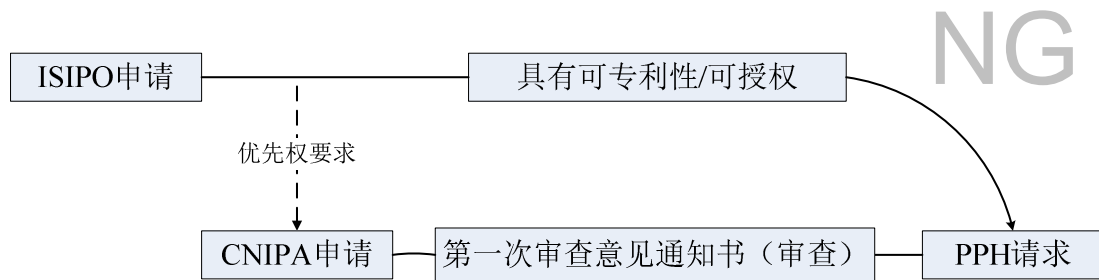 NG
ISIPO申请
具有可专利性/可授权
优先权要求
CNIPA申请
第一次审查意见通知书（审查）
PPH请求